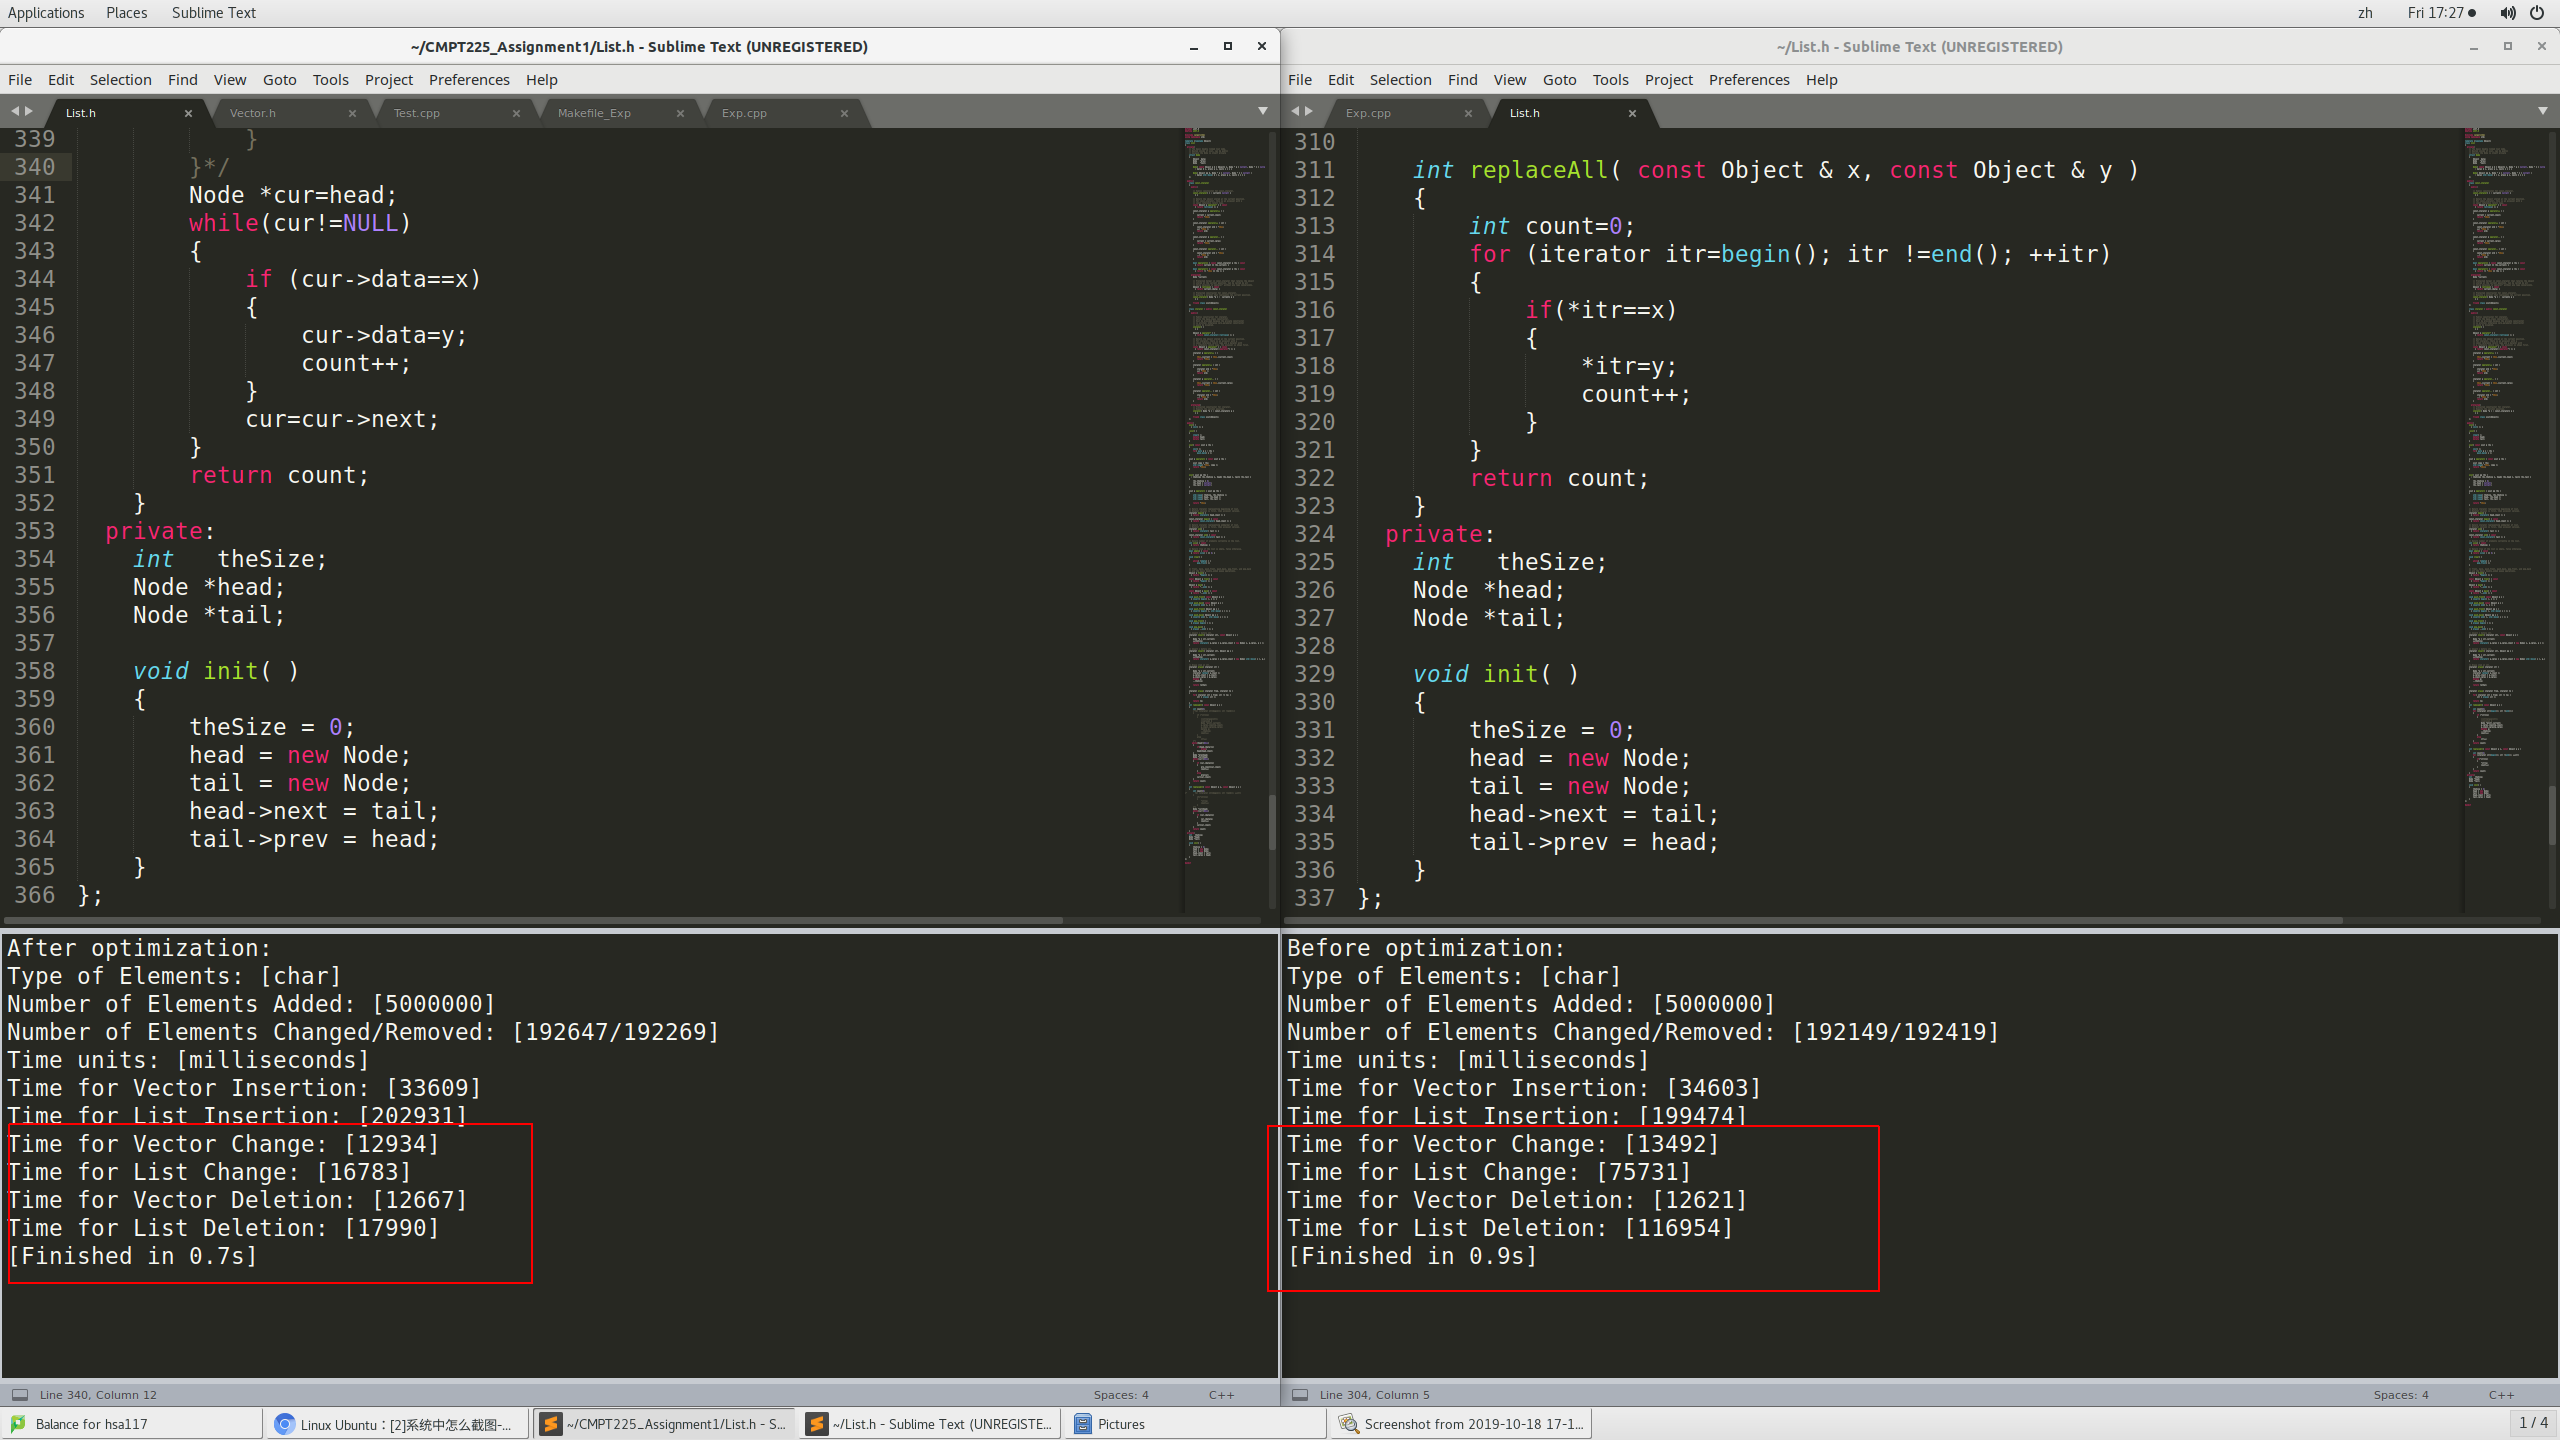 Applications Places Sublime Text zh Fri 17:27
~/CMPT225_Assignment1/List.h - Sublime Text (UNREGISTERED)
File Edit Selection Find View Goto Tools Project Preferences Help
List.h Vector.h Test.cpp Makefile_Exp Exp.cpp
339 }
340 }*/
341 Node *cur=head;
342 while(cur!=NULL)
343 {
344 if (cur->data==x)
345 {
346 cur->data=y;
347 count++;
348 }
349 cur=cur->next;
350 }
351 return count;
352 }
353 private:
354 int theSize;
355 Node *head;
356 Node *tail;
357
358 void init( )
359 {
360 theSize = 0;
361 head = new Node;
362 tail = new Node;
363 head->next = tail;
364 tail->prev = head;
365 }
366 };
After optimization:
Type of Elements: [char]
Number of Elements Added: [5000000]
Number of Elements Changed/Removed: [192647/192269]
Time units: [milliseconds]
Time for Vector Insertion: [33609]
Time for List Insertion: [202931]
Time for Vector Change: [12934]
Time for List Change: [16783]
Time for Vector Deletion: [12667]
Time for List Deletion: [17990]
[Finished in 0.7s]
Line 340, Column 12 Spaces: 4 C++
~/List.h - Sublime Text (UNREGISTERED)
File Edit Selection Find View Goto Tools Project Preferences Help
Exp.cpp List.h
310
311 int replaceAll( const Object & x, const Object & y )
312 {
313 int count=0;
314 for (iterator itr=begin(); itr !=end(); ++itr)
315 {
316 if(*itr==x)
317 {
318 *itr=y;
319 count++;
320 }
321 }
322 return count;
323 }
324 private:
325 int theSize;
326 Node *head;
327 Node *tail;
328
329 void init( )
330 {
331 theSize = 0;
332 head = new Node;
333 tail = new Node;
334 head->next = tail;
335 tail->prev = head;
336 }
337 };
Before optimization:
Type of Elements: [char]
Number of Elements Added: [5000000]
Number of Elements Changed/Removed: [192149/192419]
Time units: [milliseconds]
Time for Vector Insertion: [34603]
Time for List Insertion: [199474]
Time for Vector Change: [13492]
Time for List Change: [75731]
Time for Vector Deletion: [12621]
Time for List Deletion: [116954]
[Finished in 0.9s]
Line 304, Column 5 Spaces: 4 C++
Balance for hsa117 Linux Ubuntu：[2]系统中怎么截图-... ~/CMPT225_Assignment1/List.h - S... ~/List.h - Sublime Text (UNREGISTE... Pictures Screenshot from 2019-10-18 17-1... 1 / 4